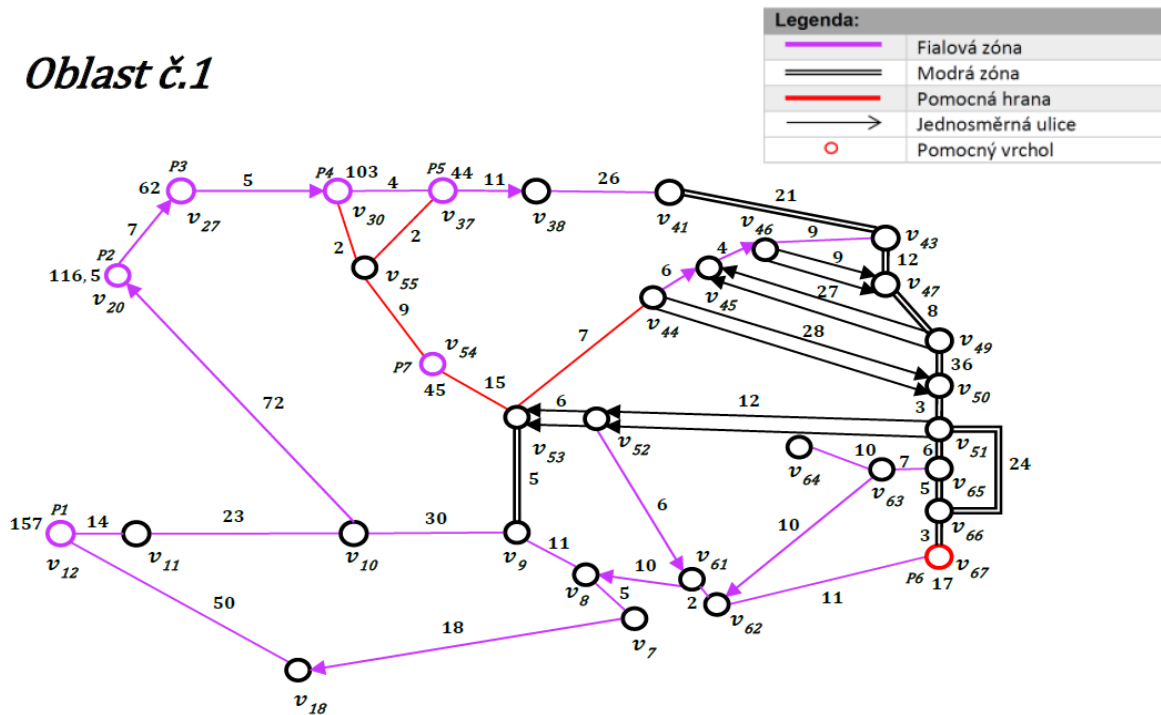 Oblast č.1
Legenda:
Fialová zóna
Modrá zóna
Pomocná hrana
Jednosměrná ulice
Pomocný vrchol
P3
62
v27
5
P4
103
v30
4
P5
44
v37
11
v38
26
v41
21
v43
7
P2
116, 5
v20
2
2
v55
9
v46
4
9
12
v47
9
6
v45
27
v44
8
v49
28
36
v50
7
3
v54
P7
45
15
72
6
v53
v52
12
v51
6
24
10
7
v64
v63
v65
5
5
6
10
v66
3
P6
17
v67
P1
157
14
v12
v11
23
v10
30
v9
11
v8
10
v61
2
v62
11
5
v7
50
18
v18